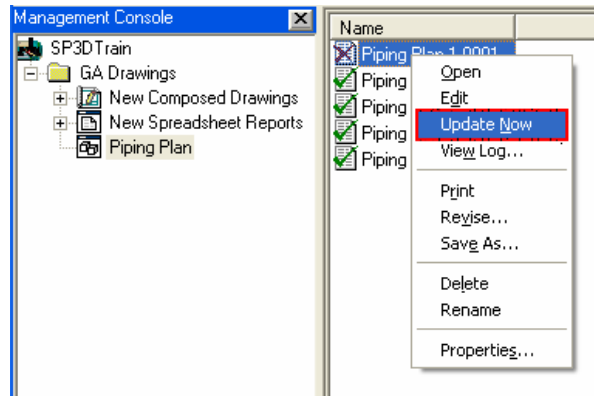 Management Console
SP3DTrain
GA Drawings
New Composed Drawings
New Spreadsheet Reports
Piping Plan
Name
Piping Plan 1-0001
Piping
Piping
Piping
Piping
Open
Edit
Update Now
View Log...
Print
Revise...
Save As...
Delete
Rename
Properties...